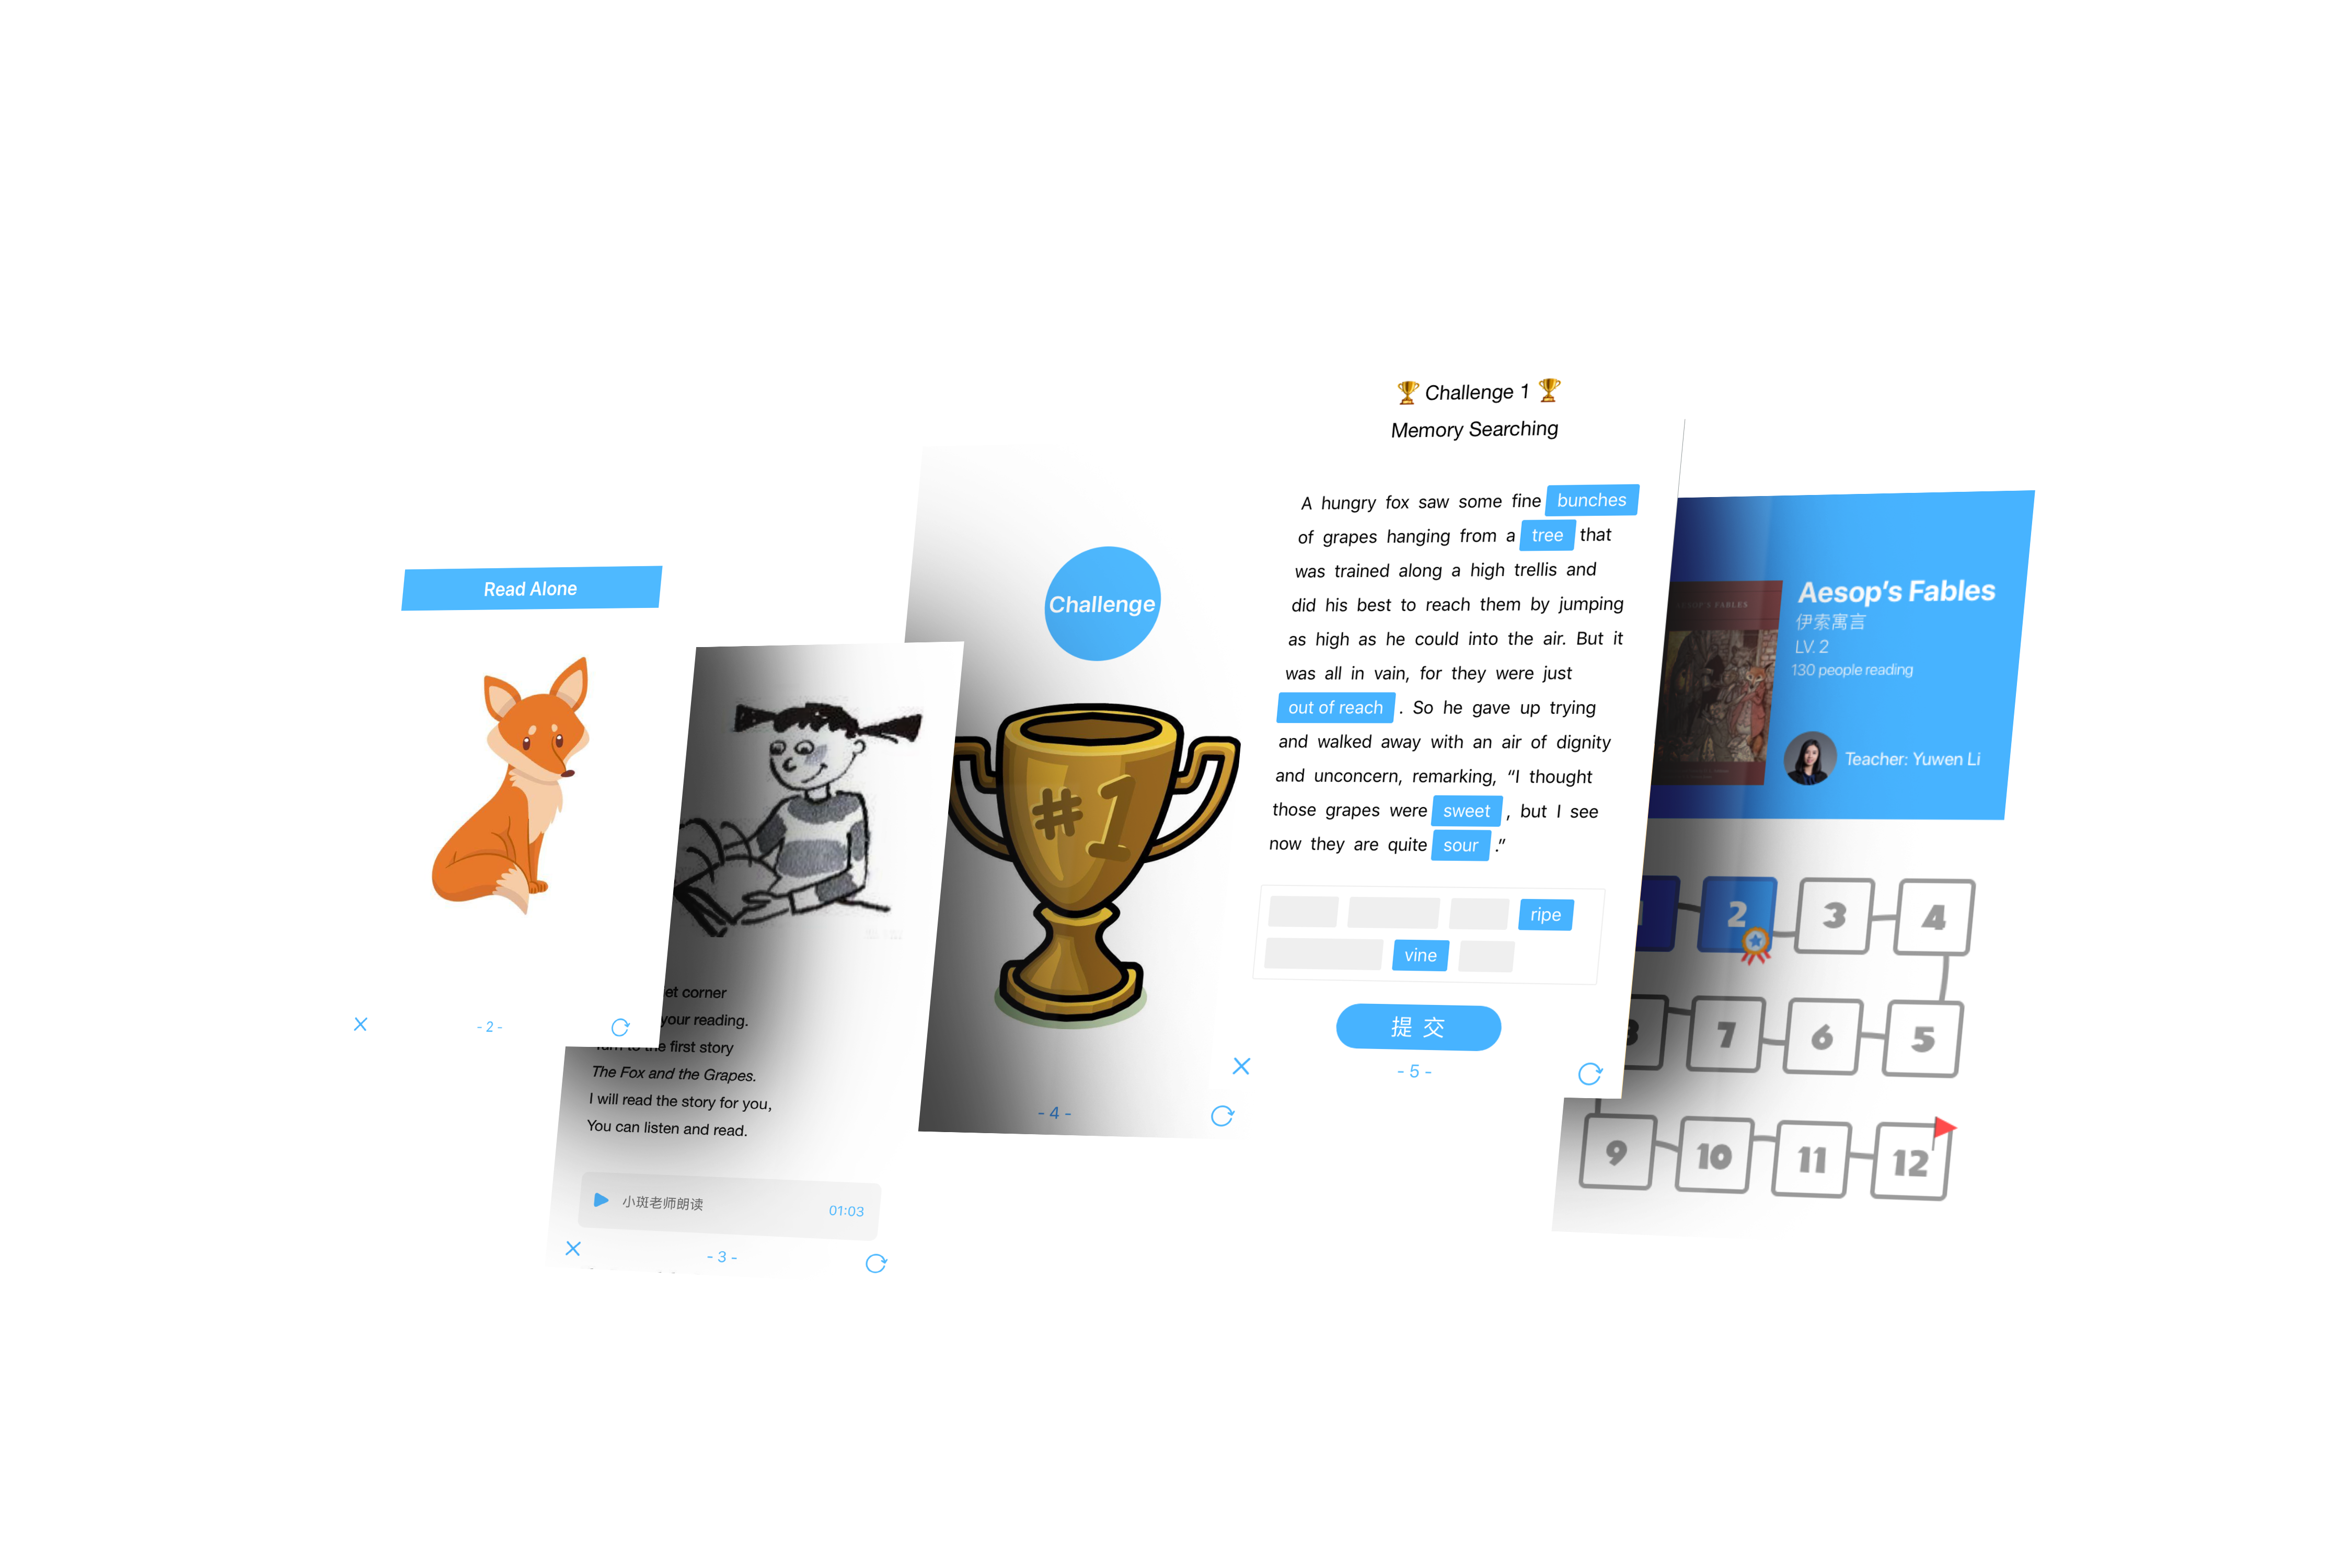 Read Alone
- 2 -
et corner
your reading.
Turn to the first story
The Fox and the Grapes.
I will read the story for you,
You can listen and read.
小斑老师朗读
01:03
- 3 -
Challenge
#1
- 4 -
🏆 Challenge 1 🏆
Memory Searching
A hungry fox saw some fine bunches
of grapes hanging from a tree that
was trained along a high trellis and
did his best to reach them by jumping
as high as he could into the air. But it
was all in vain, for they were just
out of reach . So he gave up trying
and walked away with an air of dignity
and unconcern, remarking, “I thought
those grapes were sweet , but I see
now they are quite sour .”
ripe
vine
提 交
- 5 -
AESOP'S FABLES
Aesop’s Fables
伊索寓言
LV. 2
130 people reading
Teacher: Yuwen Li
1
2
3
4
8
7
6
5
9
10
11
12